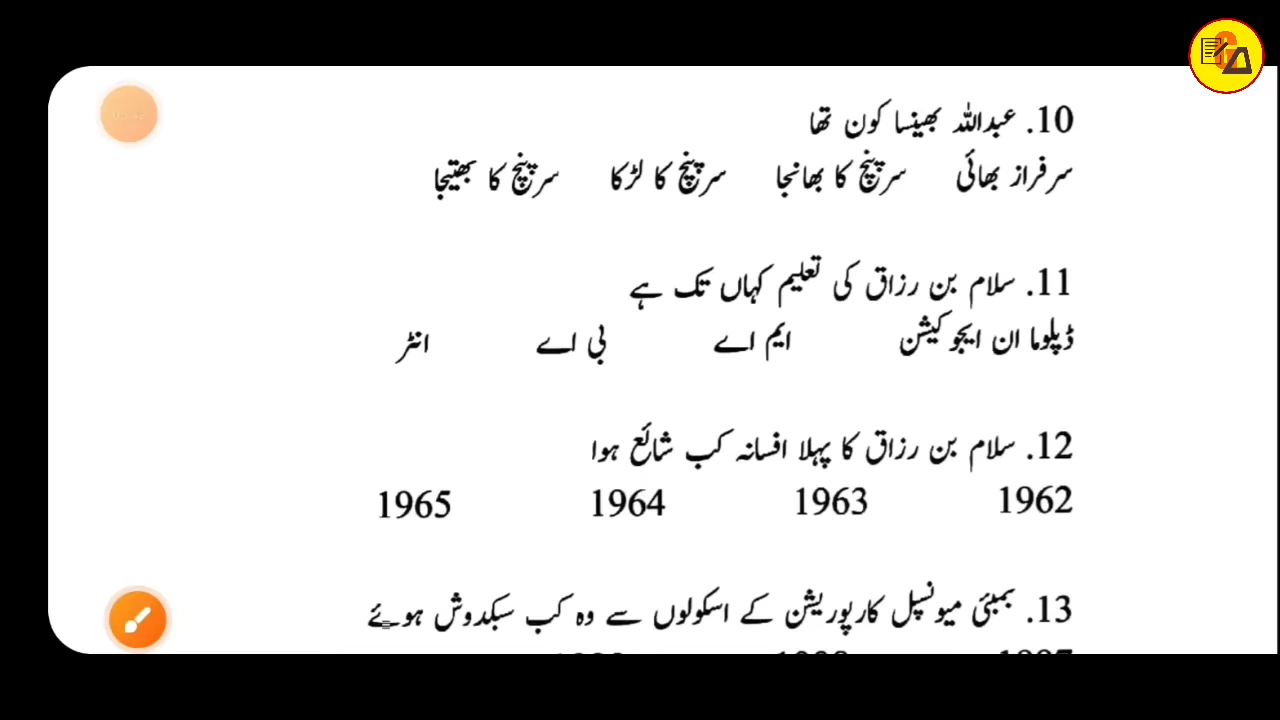 10. عبداللہ بھینسا کون تھا
سرفراز بھائی سرپنچ کا بھانجا سرپنچ کا لڑکا سرپنچ کا بھتیجا
11. سلام بن رزاق کی تعلیم کہاں تک ہے
ڈپلوما ان ایجوکیشن ایم اے بی اے انٹر
12. سلام بن رزاق کا پہلا افسانہ کب شائع ہوا
1962 1963 1964 1965
13. بمبئی میونسپل کارپوریشن کے اسکولوں سے وہ کب سبکدوش ہوئے